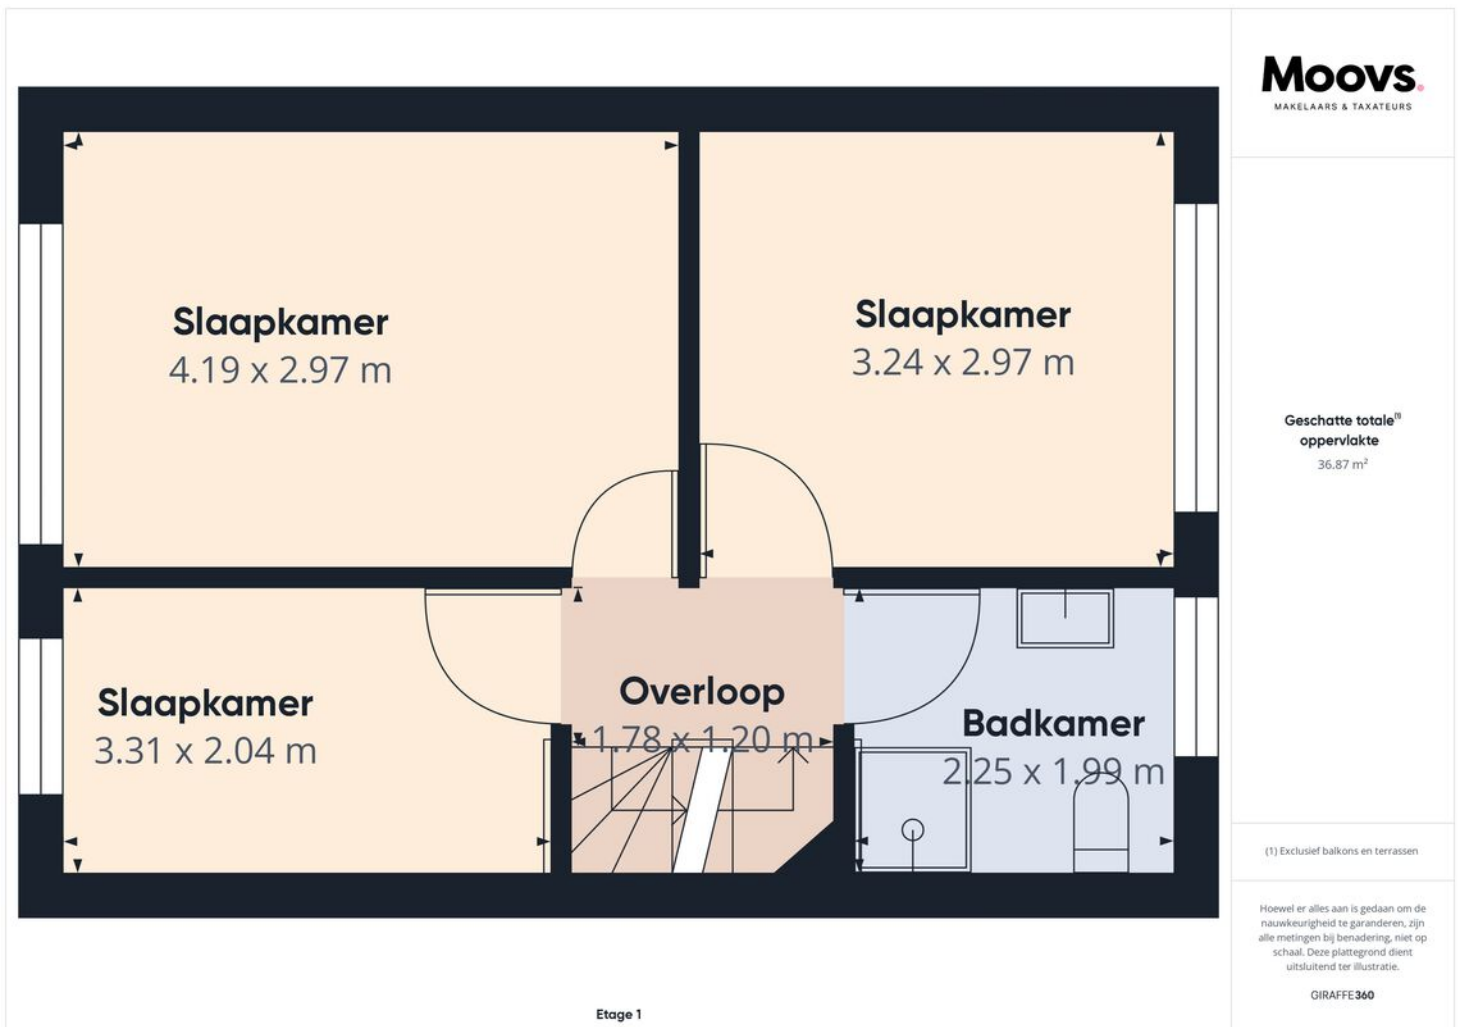 Moovs.
MAKELAARS & TAXATEURS
Slaapkamer
4.19 x 2.97 m
Slaapkamer
3.24 x 2.97 m
Slaapkamer
3.31 x 2.04 m
Overloop
1.78 x 1.20 m
Badkamer
2.25 x 1.99 m
Etage 1
Geschatte totale(1)
oppervlakte
36.87 m²
(1) Exclusief balkons en terrassen
Hoewel er alles aan is gedaan om de
nauwkeurigheid te garanderen, zijn
alle metingen bij benadering, niet op
schaal. Deze plattegrond dient
uitsluitend ter illustratie.
GIRAFFE360